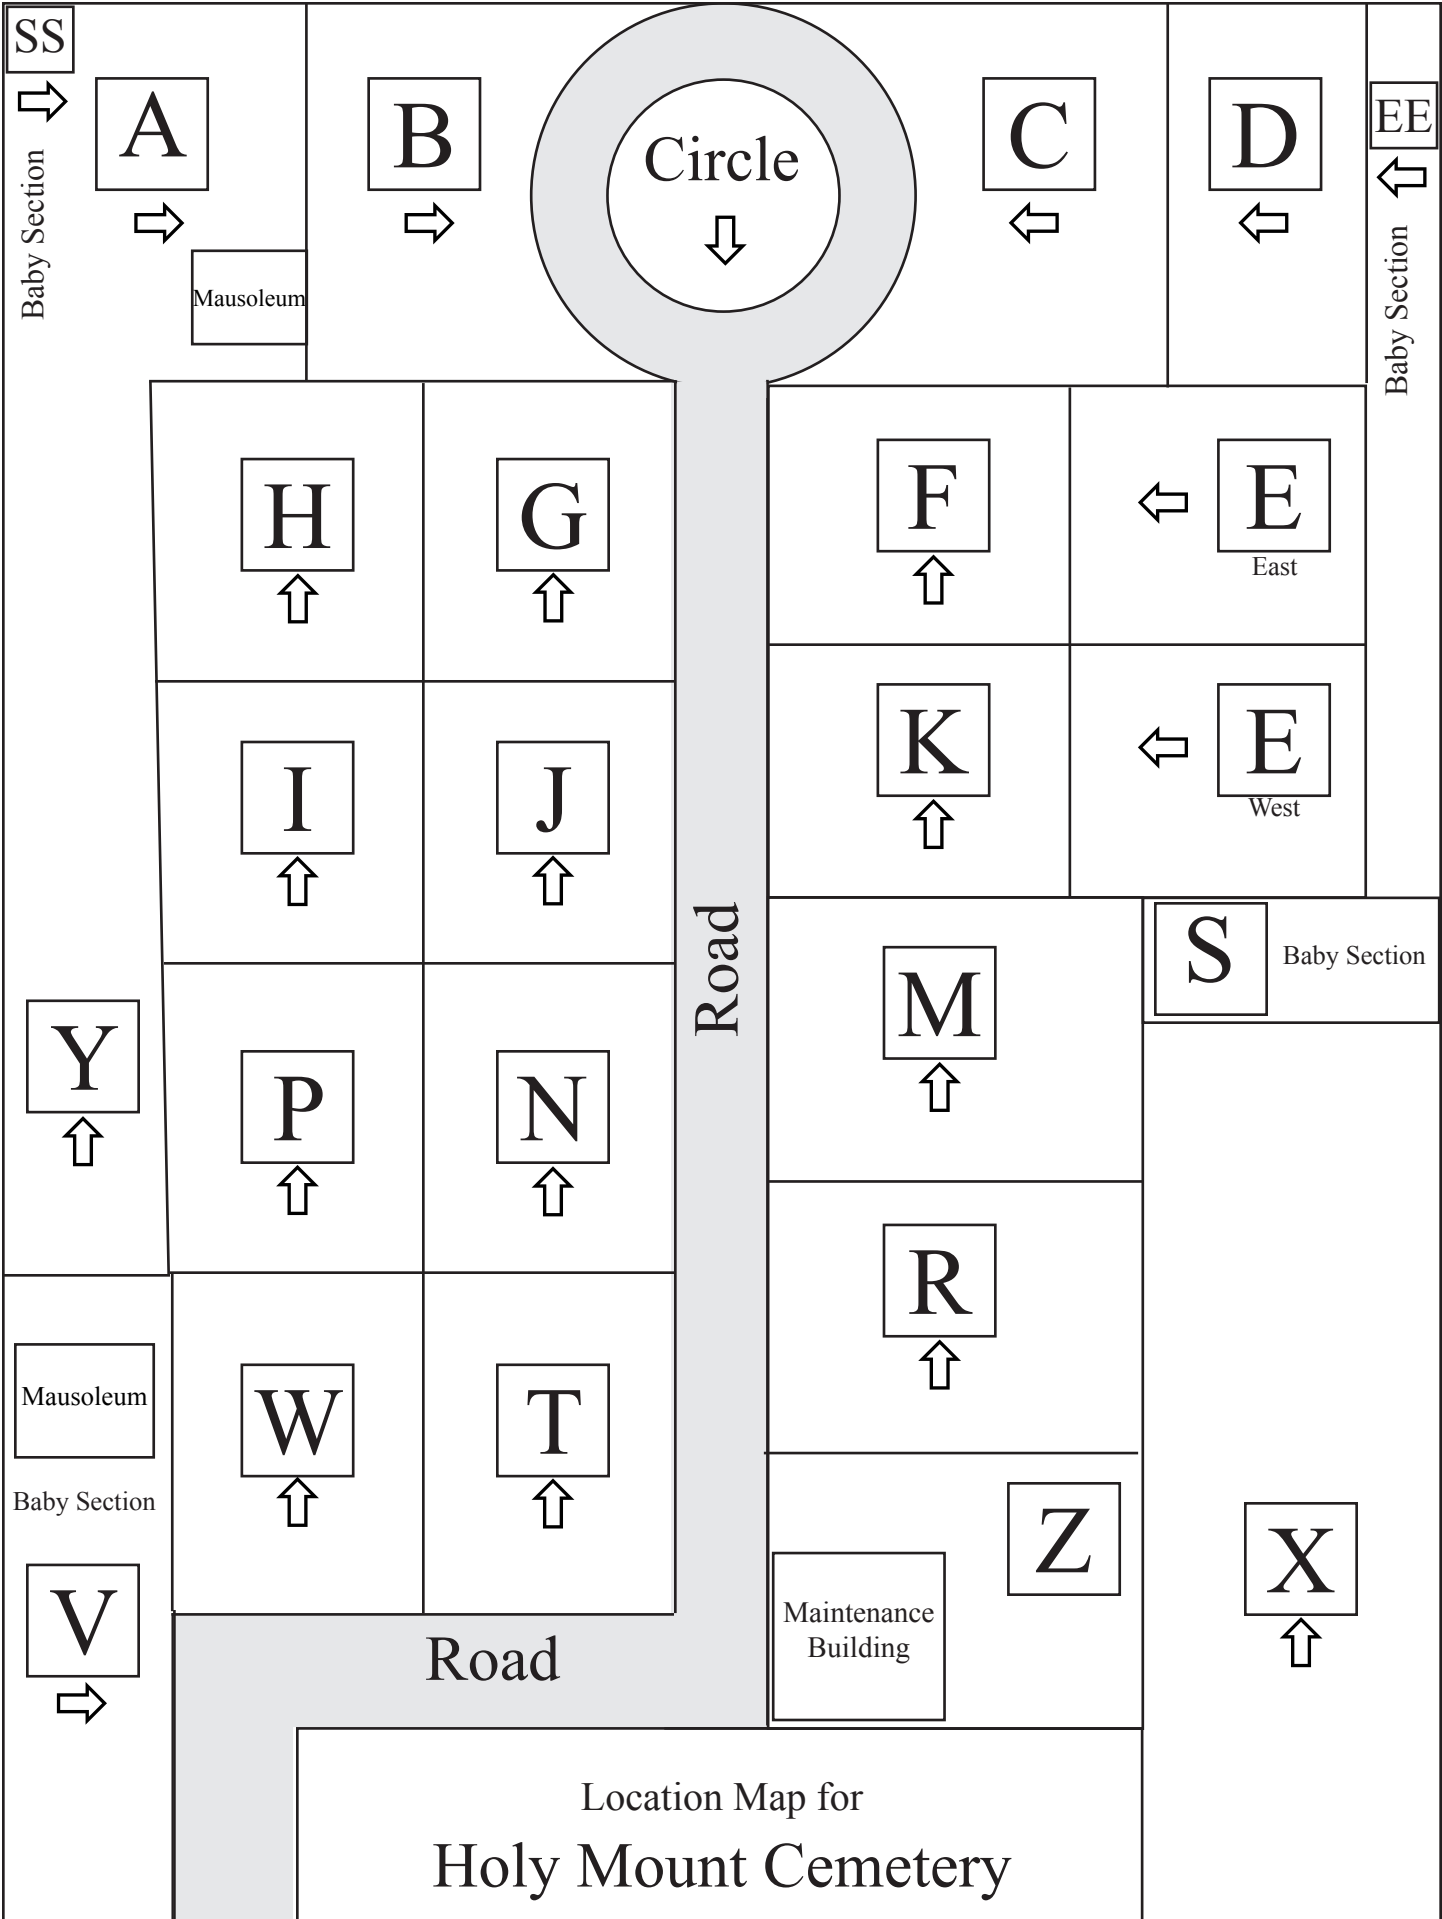 SS
A
B
Circle
C
D
EE
Baby Section
Mausoleum
Baby Section
H
G
F
E
East
I
J
K
E
West
Road
M
S
Baby Section
Y
P
N
R
Mausoleum
W
T
Baby Section
Z
X
V
Maintenance
Building
Road
Location Map for
Holy Mount Cemetery